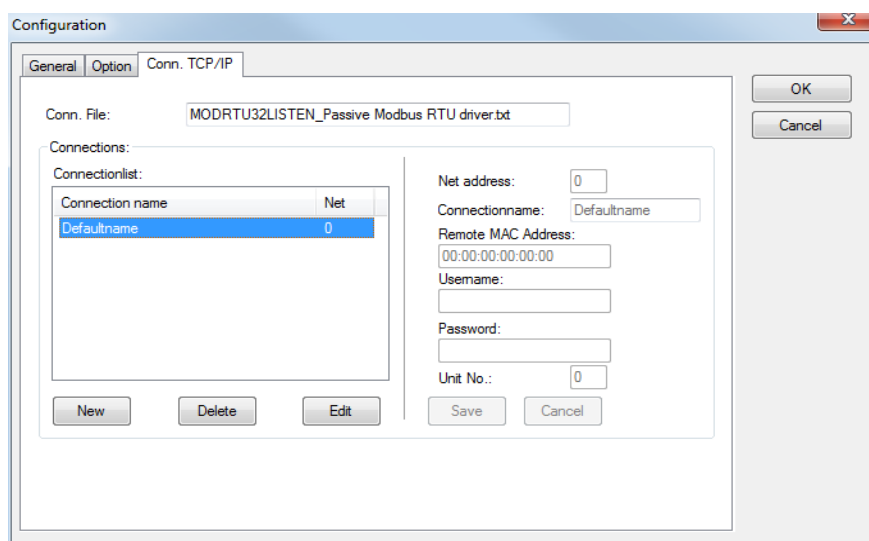 Configuration
General Option Conn. TCP/IP
OK
Cancel
Conn. File: MODRTU32LISTEN_Passive Modbus RTU driver.txt
Connections:
Connectionlist:
Connection name Net
Defaultname 0
New Delete Edit
Net address: 0
Connectionname: Defaultname
Remote MAC Address:
00:00:00:00:00:00
Username:
Password:
Unit No.: 0
Save Cancel